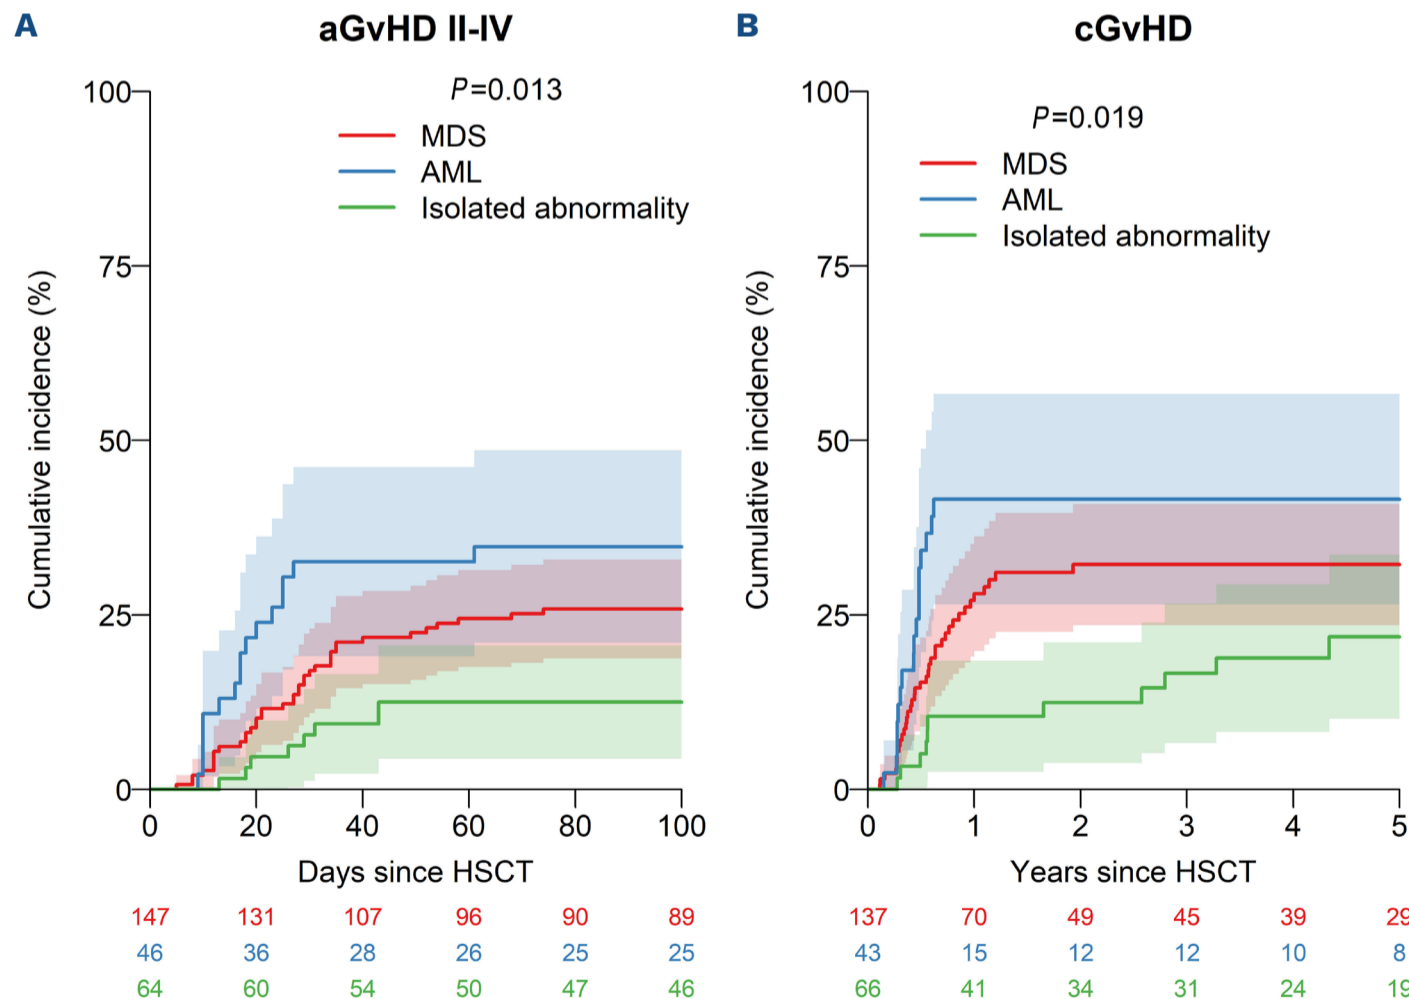 A aGvHD II-IV
P=0.013
MDS
AML
Isolated abnormality
Cumulative incidence (%)
100
75
50
25
0
0 20 40 60 80 100
Days since HSCT
147 131 107 96 90 89
46 36 28 26 25 25
64 60 54 50 47 46
B cGvHD
P=0.019
MDS
AML
Isolated abnormality
Cumulative incidence (%)
100
75
50
25
0
0 1 2 3 4 5
Years since HSCT
137 70 49 45 39 29
43 15 12 12 10 8
66 41 34 31 24 19